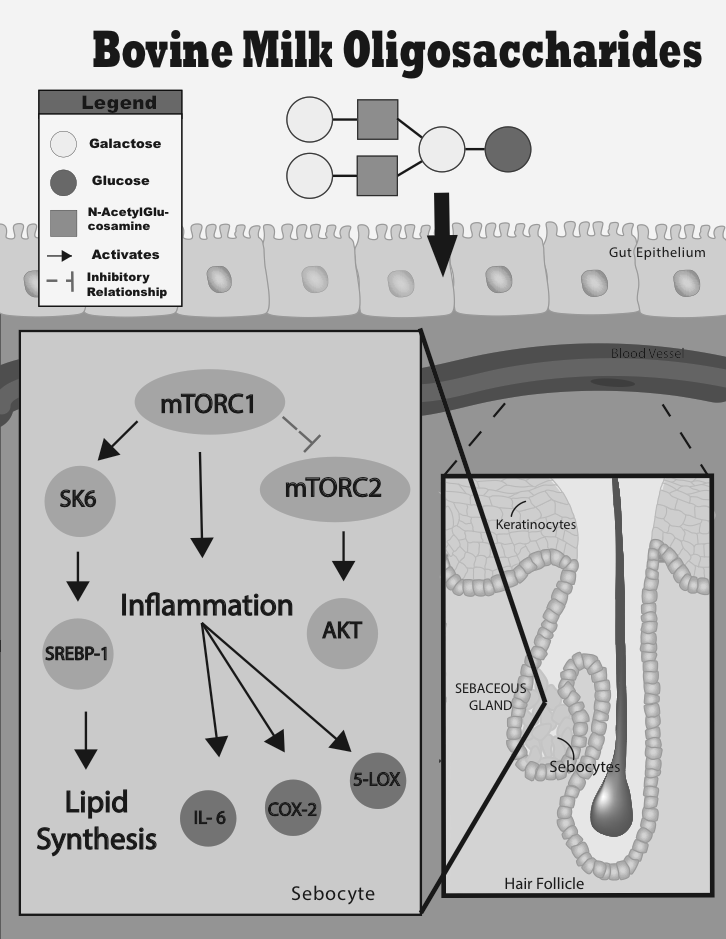 Bovine Milk Oligosaccharides
Legend
Galactose
Glucose
N-AcetylGlu-
cosamine
Activates
Inhibitory
Relationship
Gut Epithelium
Blood Vessel
mTORC1
mTORC2
SK6
Inflammation
AKT
SREBP-1
Lipid
Synthesis
IL- 6
COX-2
5-LOX
Sebocyte
Keratinocytes
SEBACEOUS
GLAND
Sebocytes
Hair Follicle